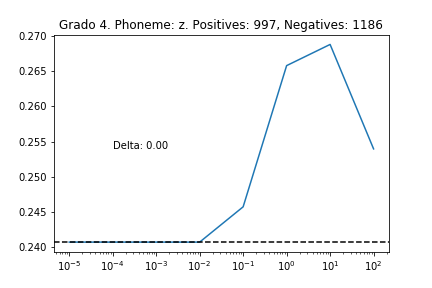 Grado 4. Phoneme: z. Positives: 997, Negatives: 1186
0.270
0.265
0.260
0.255
0.250
0.245
0.240
Delta: 0.00
10⁻⁵ 10⁻⁴ 10⁻³ 10⁻² 10⁻¹ 10⁰ 10¹ 10²